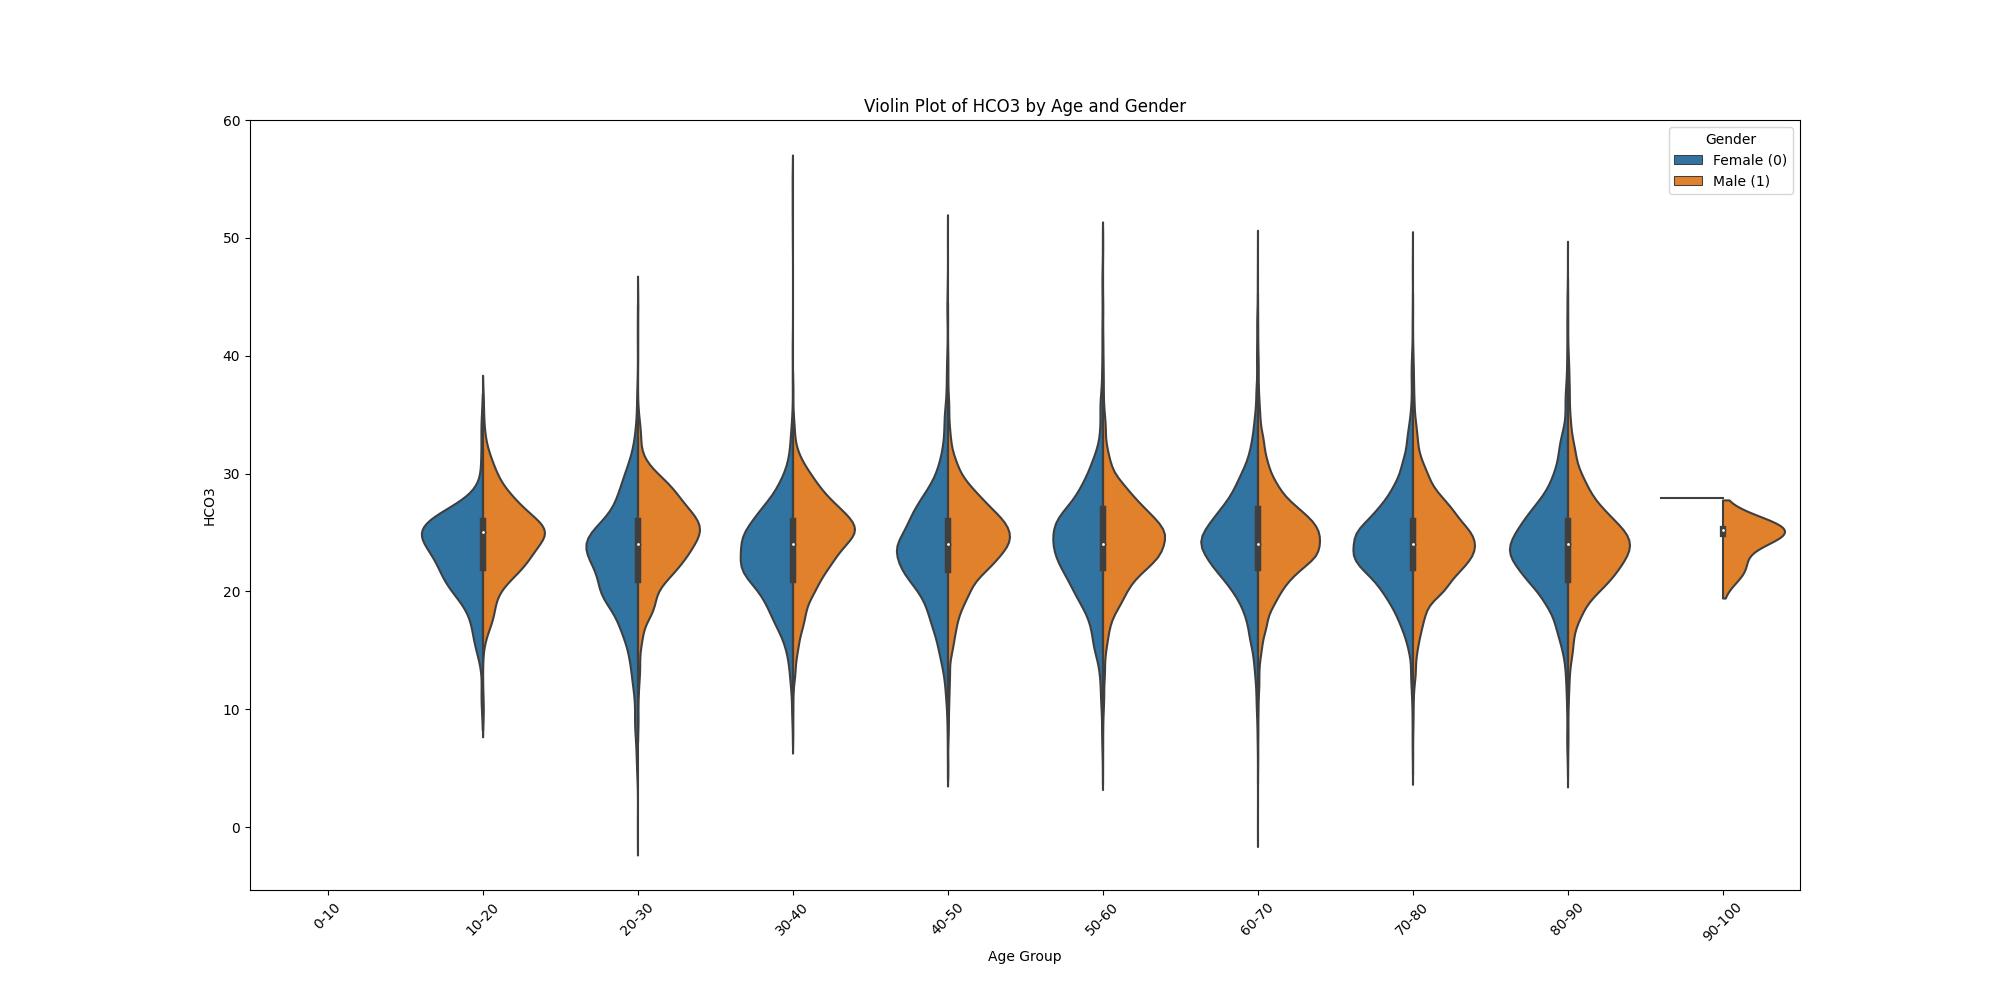 Violin Plot of HCO3 by Age and Gender
60
50
40
30
20
10
0
HCO3
Gender
Female (0)
Male (1)
0-10
10-20
20-30
30-40
40-50
50-60
60-70
70-80
80-90
90-100
Age Group